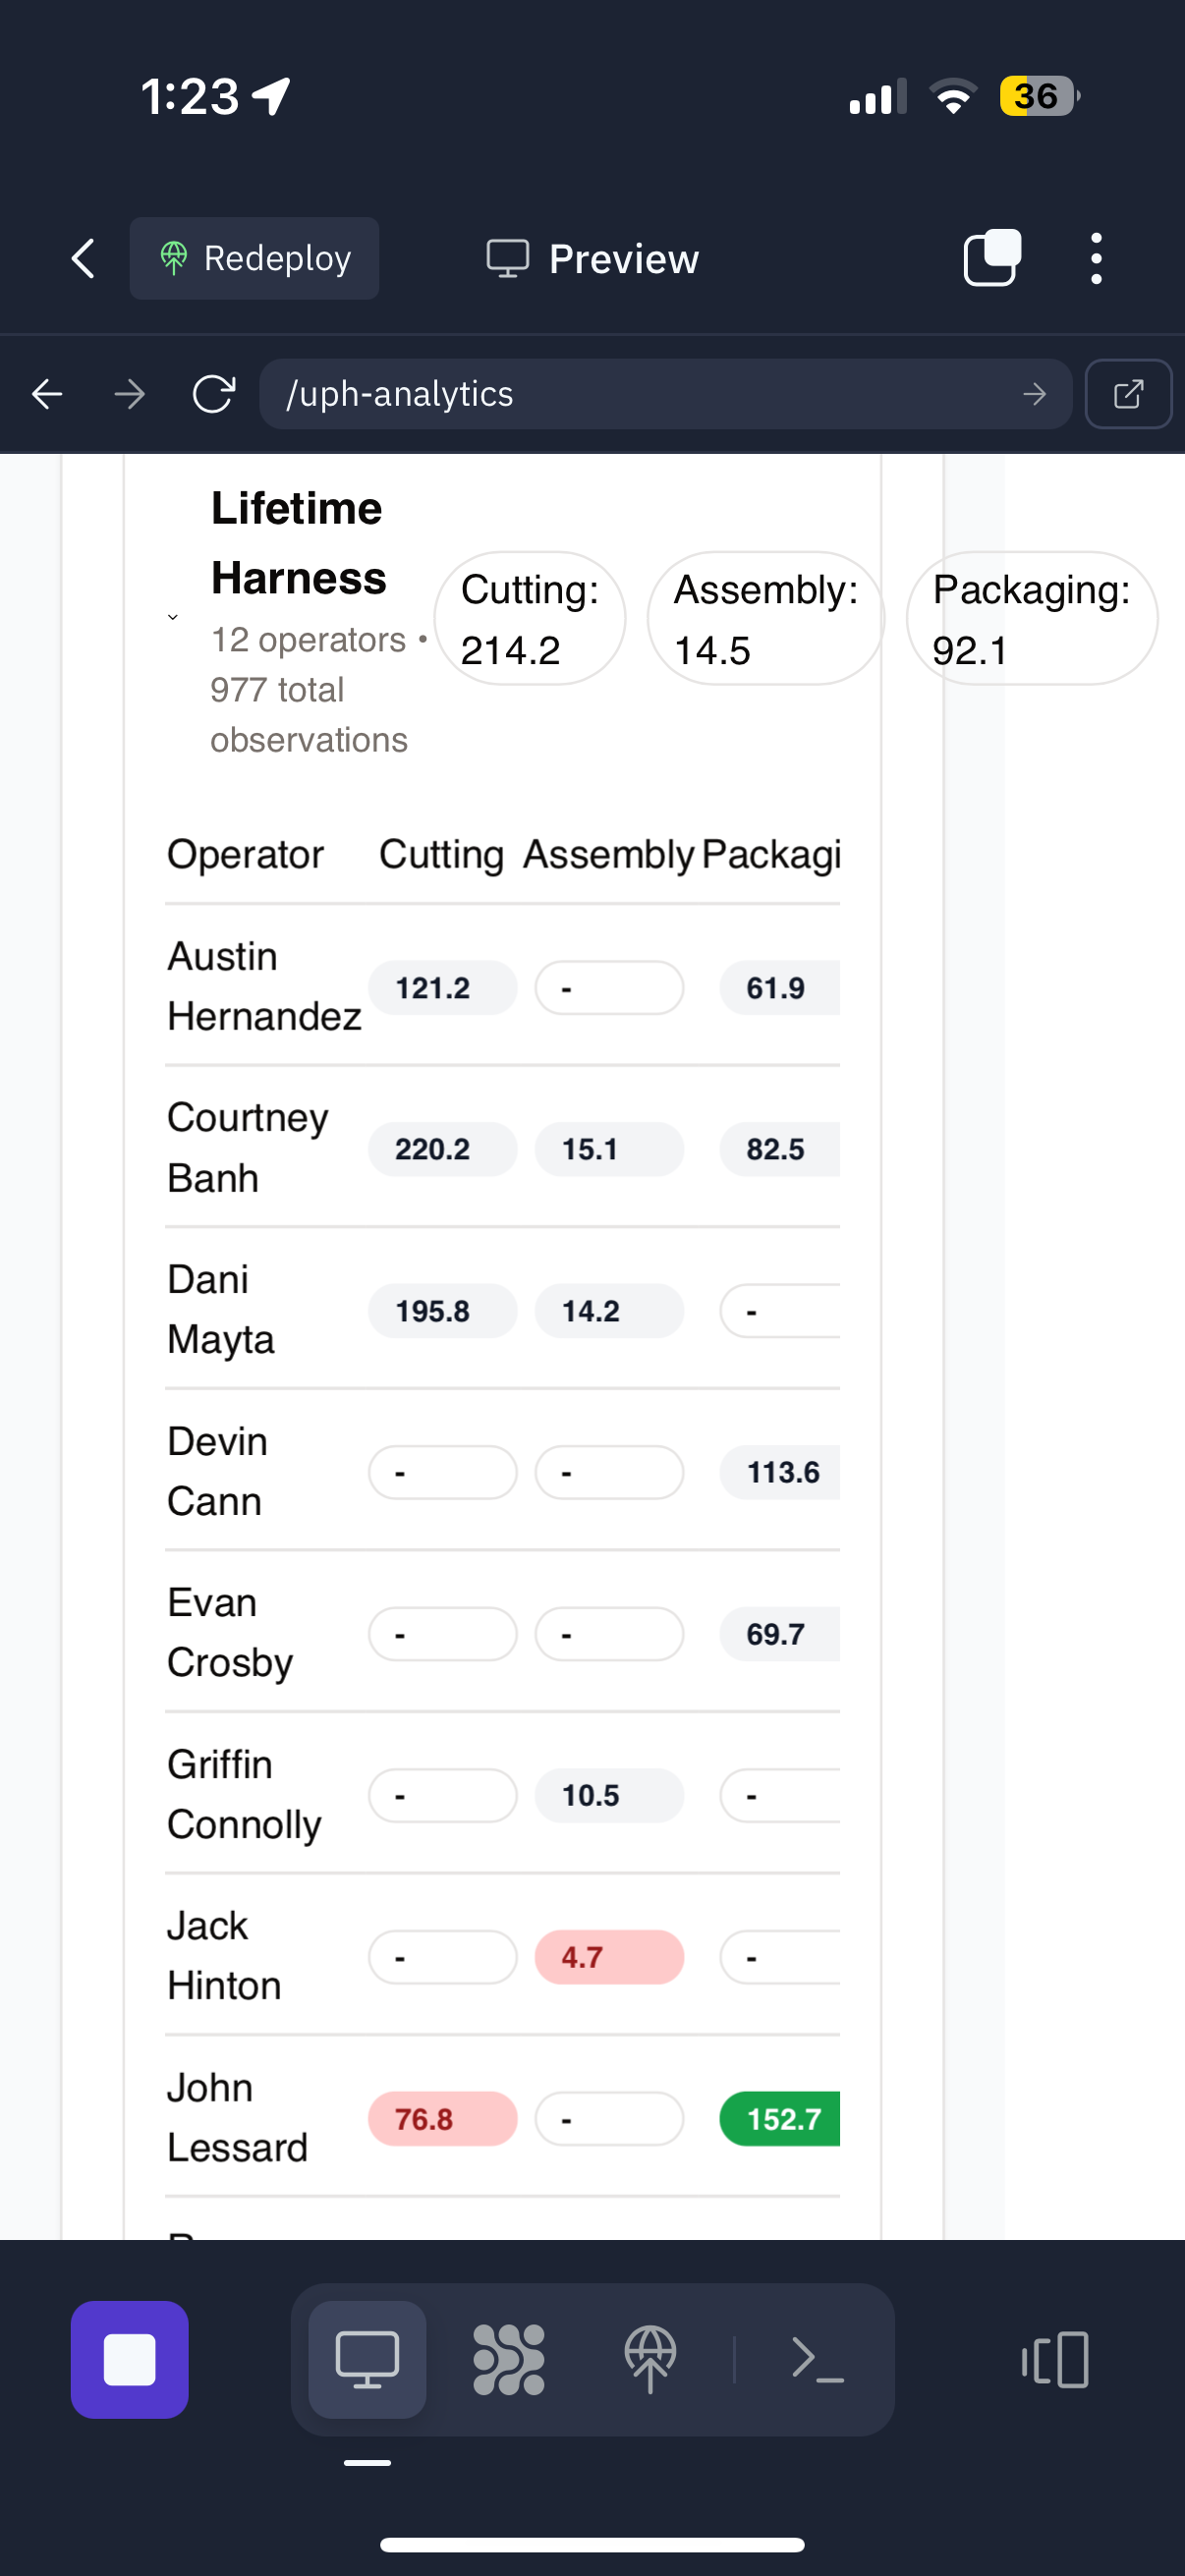 1:23
36
Redeploy
Preview
/uph-analytics
Lifetime
Harness
12 operators •
977 total
observations
Cutting:
214.2
Assembly:
14.5
Packaging:
92.1
Operator Cutting Assembly Packagi
Austin
Hernandez
121.2 - 61.9
Courtney
Banh
220.2 15.1 82.5
Dani
Mayta
195.8 14.2 -
Devin
Cann
- - 113.6
Evan
Crosby
- - 69.7
Griffin
Connolly
- 10.5 -
Jack
Hinton
- 4.7 -
John
Lessard
76.8 - 152.7